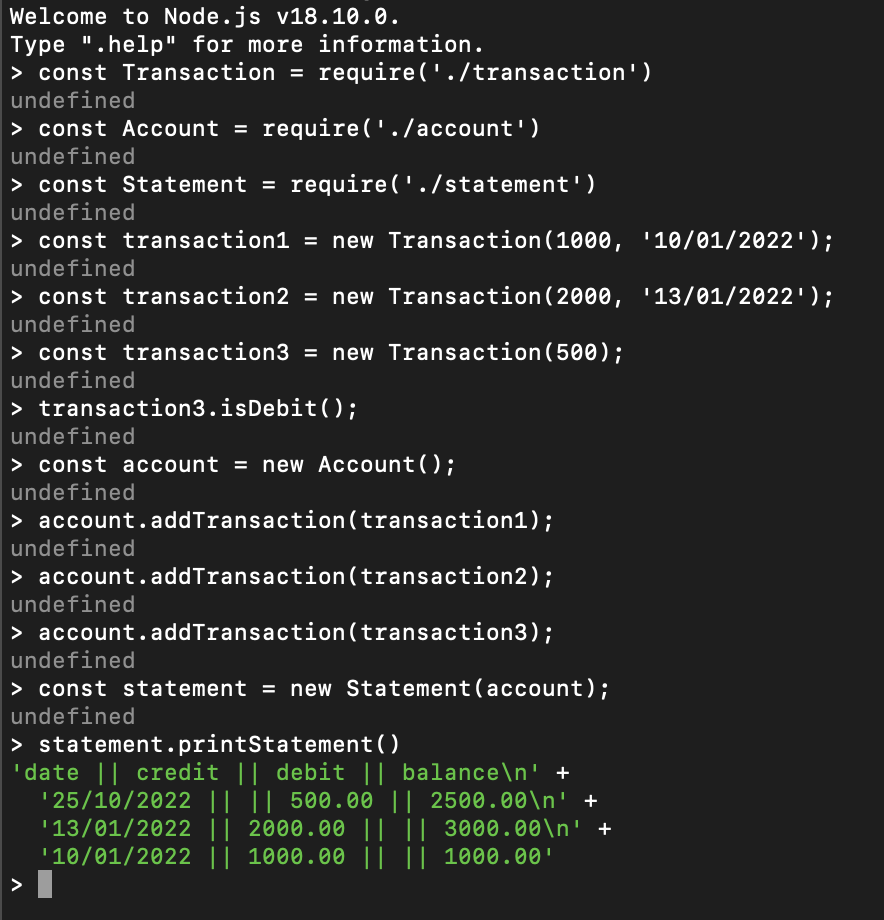 Welcome to Node.js v18.10.0.
Type ".help" for more information.
> const Transaction = require('./transaction')
undefined
> const Account = require('./account')
undefined
> const Statement = require('./statement')
undefined
> const transaction1 = new Transaction(1000, '10/01/2022');
undefined
> const transaction2 = new Transaction(2000, '13/01/2022');
undefined
> const transaction3 = new Transaction(500);
undefined
> transaction3.isDebit();
undefined
> const account = new Account();
undefined
> account.addTransaction(transaction1);
undefined
> account.addTransaction(transaction2);
undefined
> account.addTransaction(transaction3);
undefined
> const statement = new Statement(account);
undefined
> statement.printStatement()
'date || credit || debit || balance\n' +
  '25/10/2022 || || 500.00 || 2500.00\n' +
  '13/01/2022 || 2000.00 || || 3000.00\n' +
  '10/01/2022 || 1000.00 || || 1000.00'
>